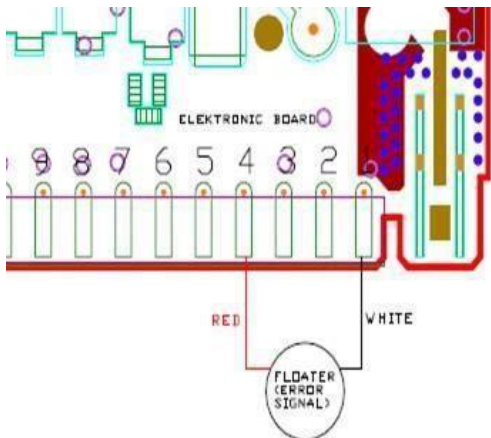 ELEKTRONIC BOARD
9 8 7 6 5 4 3 2 1
RED
WHITE
FLOATER
(ERROR
SIGNAL)